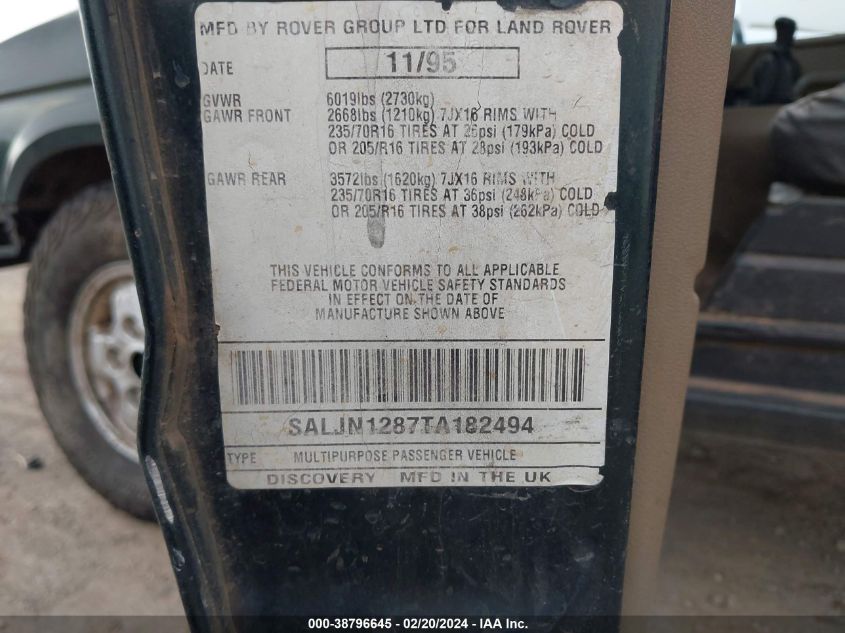 MFD BY ROVER GROUP LTD FOR LAND ROVER
DATE 11/95
GVWR 6019lbs (2730kg)
GAWR FRONT 2668lbs (1210kg) 7JX16 RIMS WITH
235/70R16 TIRES AT 26psi (179kPa) COLD
OR 205/R16 TIRES AT 28psi (193kPa) COLD
GAWR REAR 3572lbs (1620kg) 7JX16 RIMS WITH
235/70R16 TIRES AT 36psi (248kPa) COLD
OR 205/R16 TIRES AT 38psi (262kPa) COLD
THIS VEHICLE CONFORMS TO ALL APPLICABLE
FEDERAL MOTOR VEHICLE SAFETY STANDARDS
IN EFFECT ON THE DATE OF
MANUFACTURE SHOWN ABOVE
SALJN1287TA182494
TYPE MULTIPURPOSE PASSENGER VEHICLE
DISCOVERY MFD IN THE UK
000-38796645 - 02/20/2024 - IAA Inc.